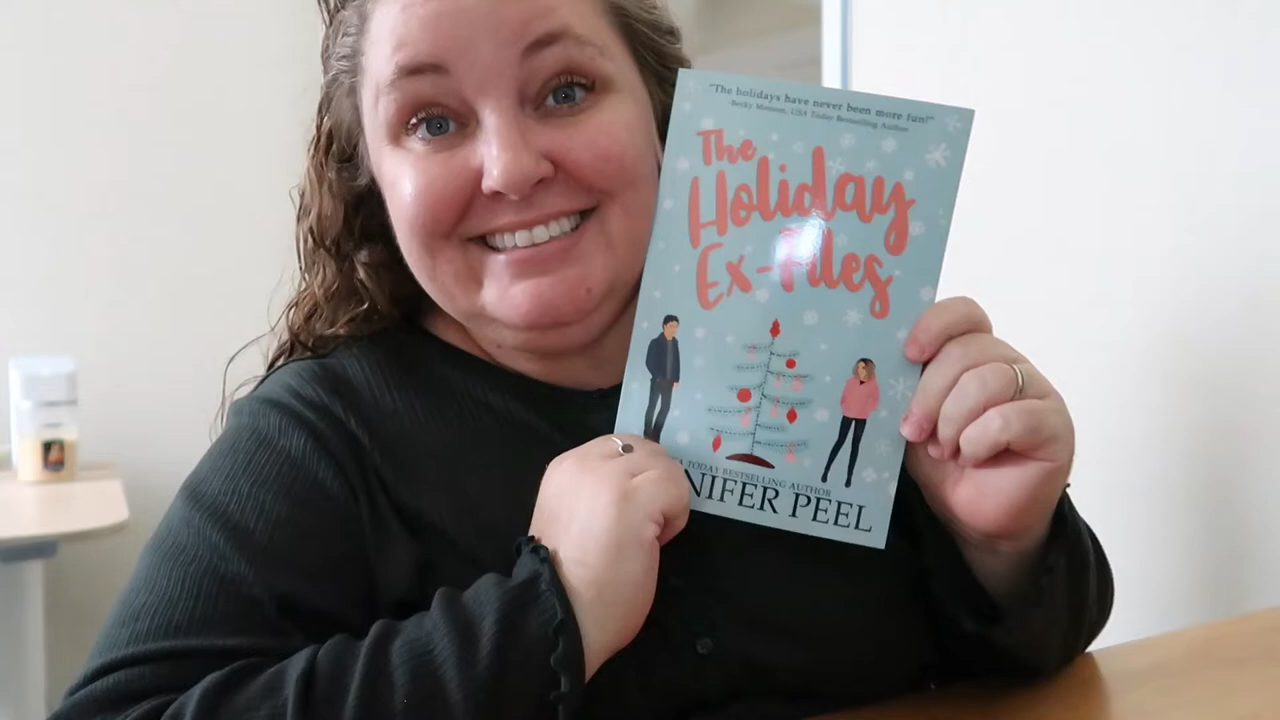 "The holidays have never been more fun!"
-Becky Monson, USA Today Bestselling Author
The
Holiday
Ex-Files
A TODAY BESTSELLING AUTHOR
NIFER PEEL